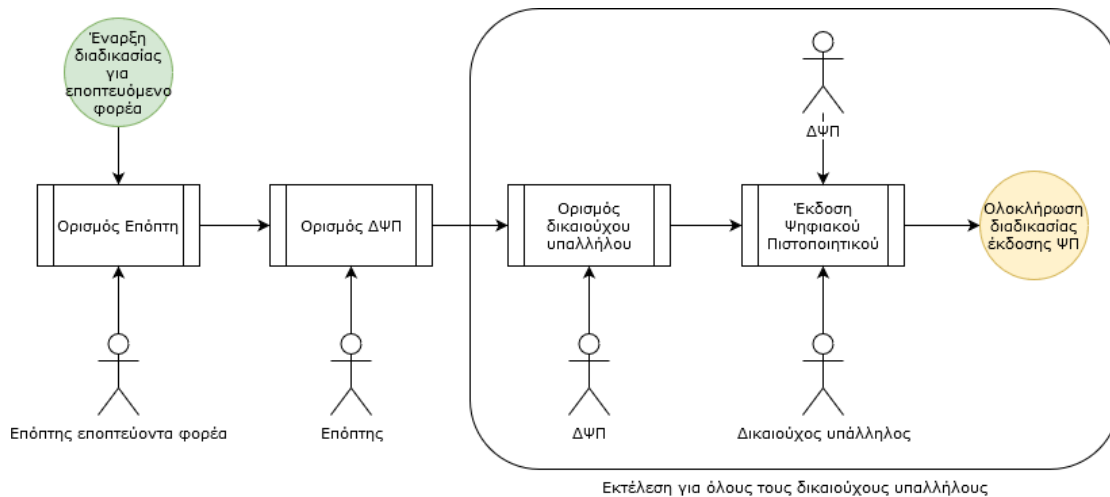 Έναρξη
διαδικασίας
για
εποπτευόμενο
φορέα
ΔΨΠ
Ορισμός Επόπτη
Ορισμός ΔΨΠ
Ορισμός
δικαιούχου
υπαλλήλου
Έκδοση
Ψηφιακού
Πιστοποιητικού
Ολοκλήρωση
διαδικασίας
έκδοσης ΨΠ
Επόπτης εποπτεύοντα φορέα
Επόπτης
ΔΨΠ
Δικαιούχος υπάλληλος
Εκτέλεση για όλους τους δικαιούχους υπαλλήλους